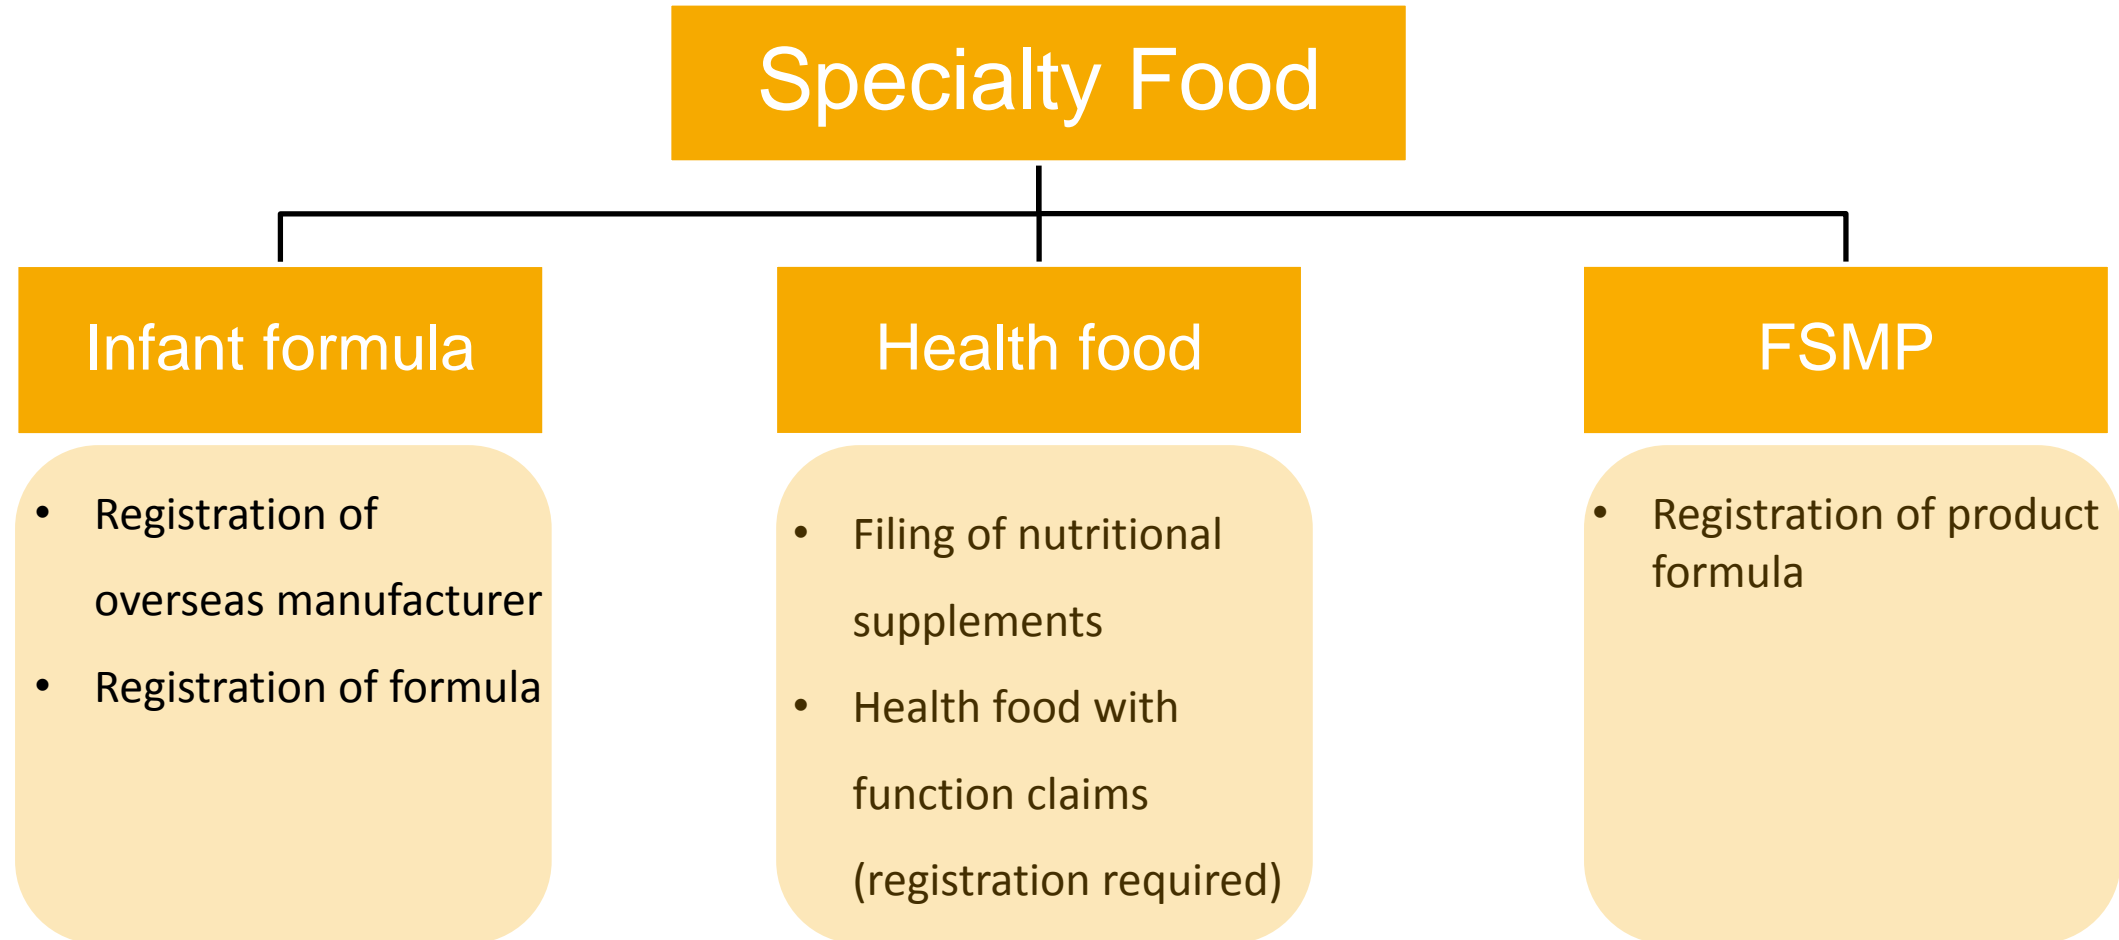 Specialty Food
Infant formula
• Registration of
overseas manufacturer
• Registration of formula
Health food
• Filing of nutritional
supplements
• Health food with
function claims
(registration required)
FSMP
• Registration of product
formula